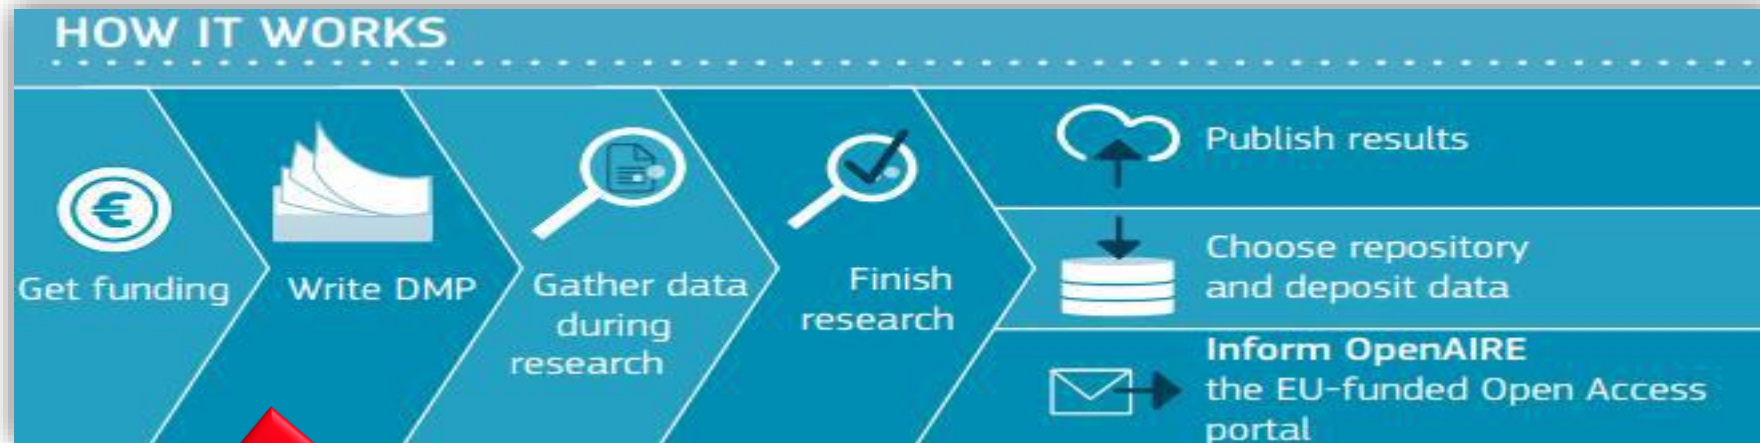 HOW IT WORKS
Get funding
Write DMP
Gather data
during
research
Finish
research
Publish results
Choose repository
and deposit data
Inform OpenAIRE
the EU-funded Open Access
portal